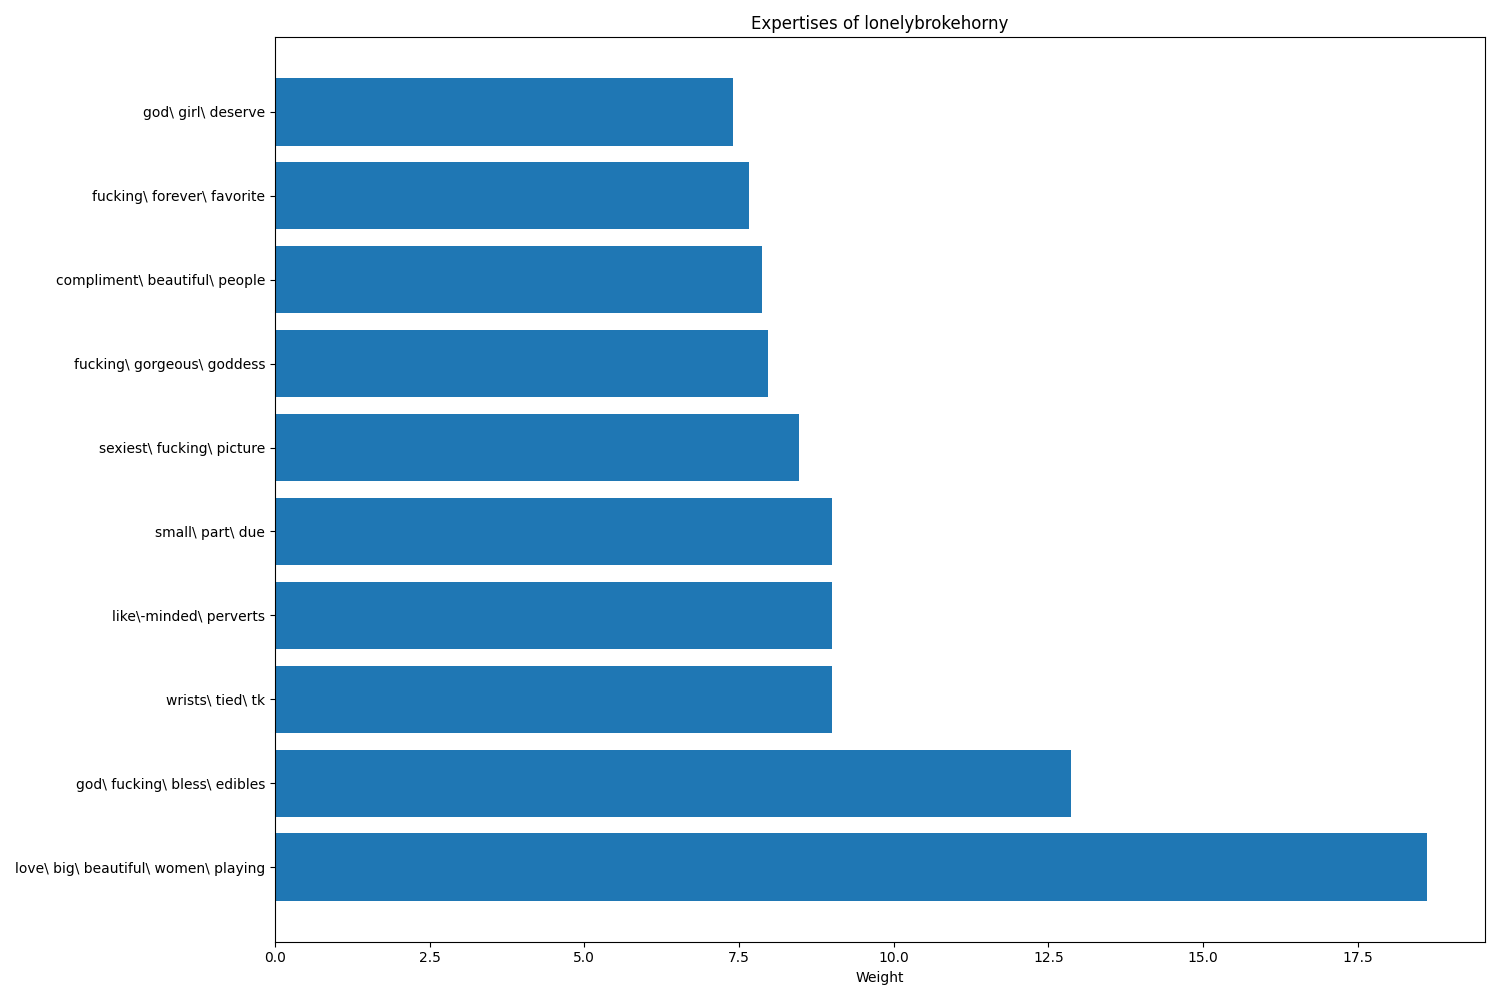 Expertises of lonelybrokehorny
god\ girl\ deserve
fucking\ forever\ favorite
compliment\ beautiful\ people
fucking\ gorgeous\ goddess
sexiest\ fucking\ picture
small\ part\ due
like\-minded\ perverts
wrists\ tied\ tk
god\ fucking\ bless\ edibles
love\ big\ beautiful\ women\ playing
0.0 2.5 5.0 7.5 10.0 12.5 15.0 17.5
Weight